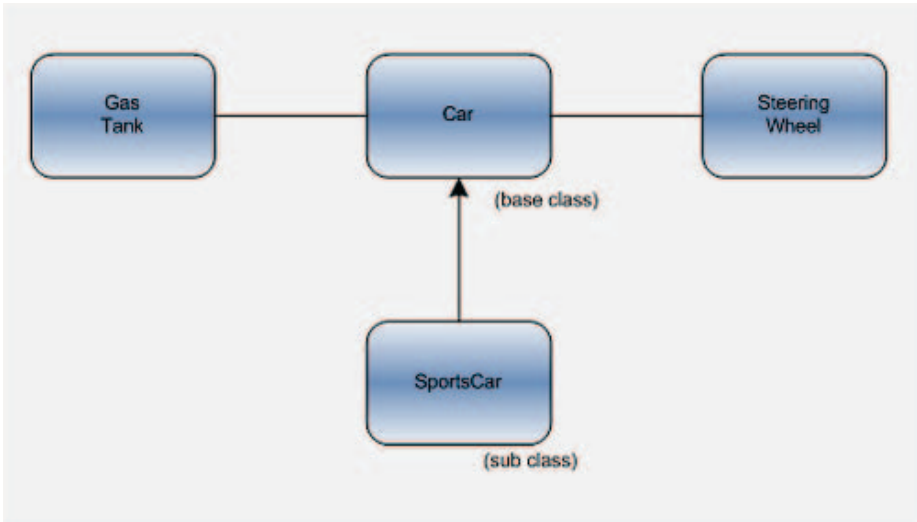 Gas
Tank
Car
Steering
Wheel
(base class)
SportsCar
(sub class)